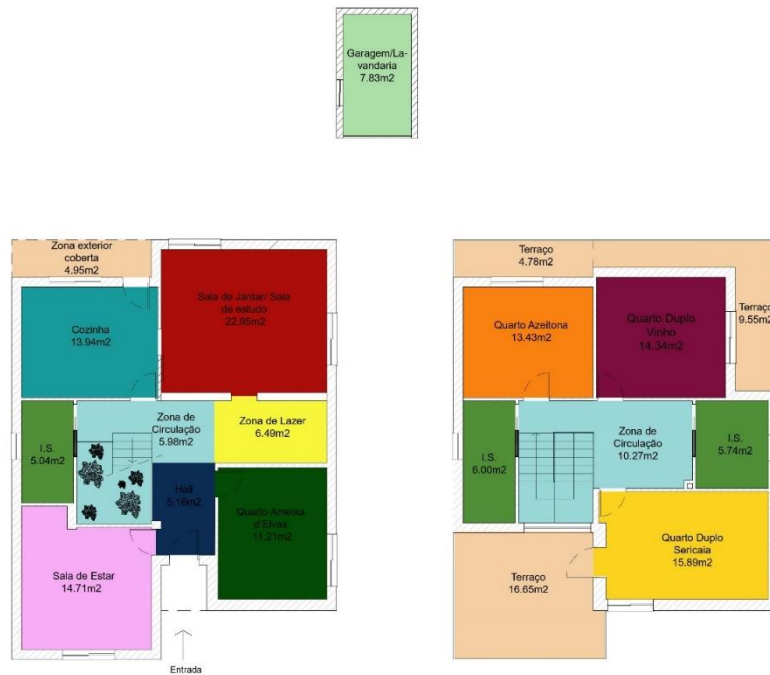 Garagem/La-
vandaria
7.83m2
Zona exterior
coberta
4.95m2
Sala de Jantar/ Sala
de estudo
22.95m2
Cozinha
13.94m2
Zona de
Circulação
5.98m2
Zona de Lazer
6.49m2
I.S.
5.04m2
Hall
5.16m2
Quarto Ameixa
d'Elvas
11.21m2
Sala de Estar
14.71m2
Entrada
Terraço
4.78m2
Terraço
9.55m2
Quarto Azeitona
13.43m2
Quarto Duplo
Vinho
14.34m2
Zona de
Circulação
10.27m2
I.S.
6.00m2
I.S.
5.74m2
Quarto Duplo
Sericaia
15.89m2
Terraço
16.65m2